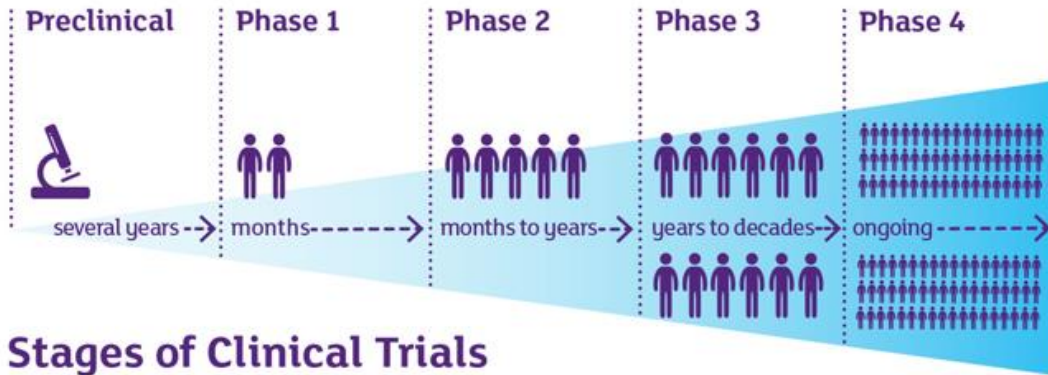 Preclinical
Phase 1
Phase 2
Phase 3
Phase 4
several years
months
months to years
years to decades
ongoing
Stages of Clinical Trials